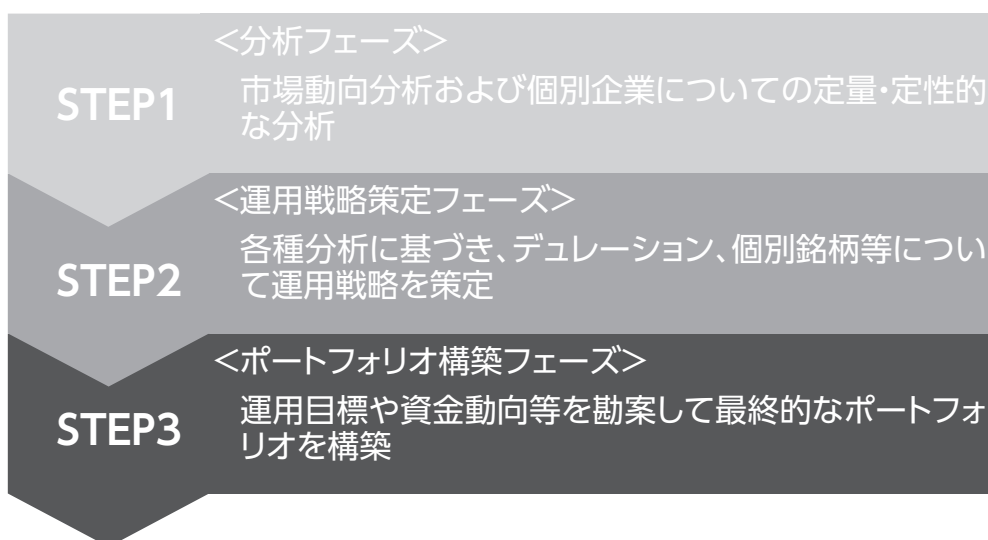 <分析フェーズ>
STEP1
市場動向分析および個別企業についての定量・定性的
な分析
<運用戦略策定フェーズ>
STEP2
各種分析に基づき、デュレーション、個別銘柄等につい
て運用戦略を策定
<ポートフォリオ構築フェーズ>
STEP3
運用目標や資金動向等を勘案して最終的なポートフォ
リオを構築